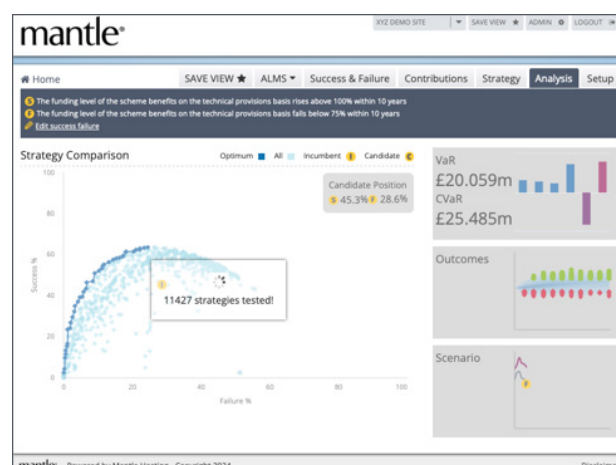 XYZ DEMO SITE SAVE VIEW ADMIN LOGOUT
mantle
Home SAVE VIEW ALMS Success & Failure Contributions Strategy Analysis Setup
S The funding level of the scheme benefits on the technical provisions basis rises above 100% within 10 years
F The funding level of the scheme benefits on the technical provisions basis falls below 75% within 10 years
Edit success failure
Strategy Comparison
Optimum All Incumbent I Candidate C
Candidate Position
S 45.3% F 28.6%
100
80
60
40
20
0
Success %
I
11427 strategies tested!
0 20 40 60 80 100
Failure %
VaR
£20.059m
CVaR
£25.485m
Outcomes
Scenario
F
mantle Powered by Mantle Hosting Copyright 2024 Disclaime